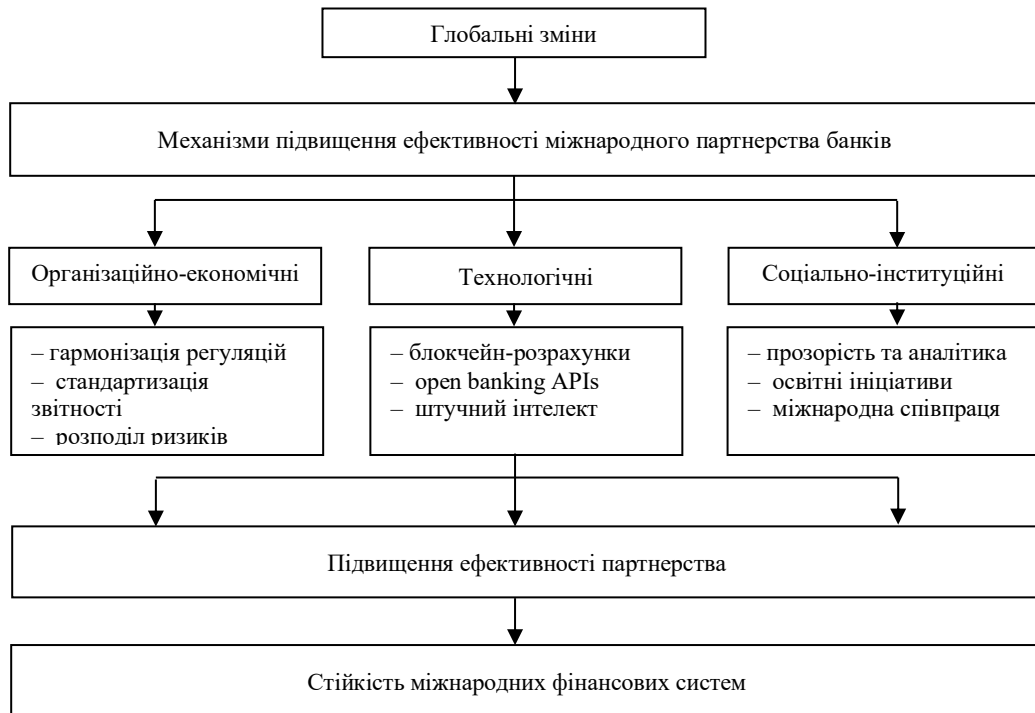 Глобальні зміни
Механізми підвищення ефективності міжнародного партнерства банків
Організаційно-економічні
Технологічні
Соціально-інституційні
– гармонізація регуляцій
– стандартизація
звітності
– розподіл ризиків
– блокчейн-розрахунки
– open banking APIs
– штучний інтелект
– прозорість та аналітика
– освітні ініціативи
– міжнародна співпраця
Підвищення ефективності партнерства
Стійкість міжнародних фінансових систем